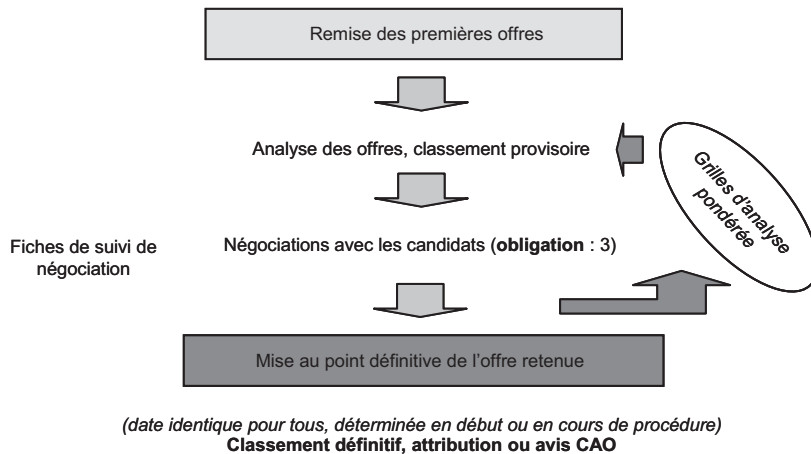 Remise des premières offres
Analyse des offres, classement provisoire
Grilles d'analyse
pondérée
Fiches de suivi de
négociation
Négociations avec les candidats (obligation : 3)
Mise au point définitive de l'offre retenue
(date identique pour tous, déterminée en début ou en cours de procédure)
Classement définitif, attribution ou avis CAO